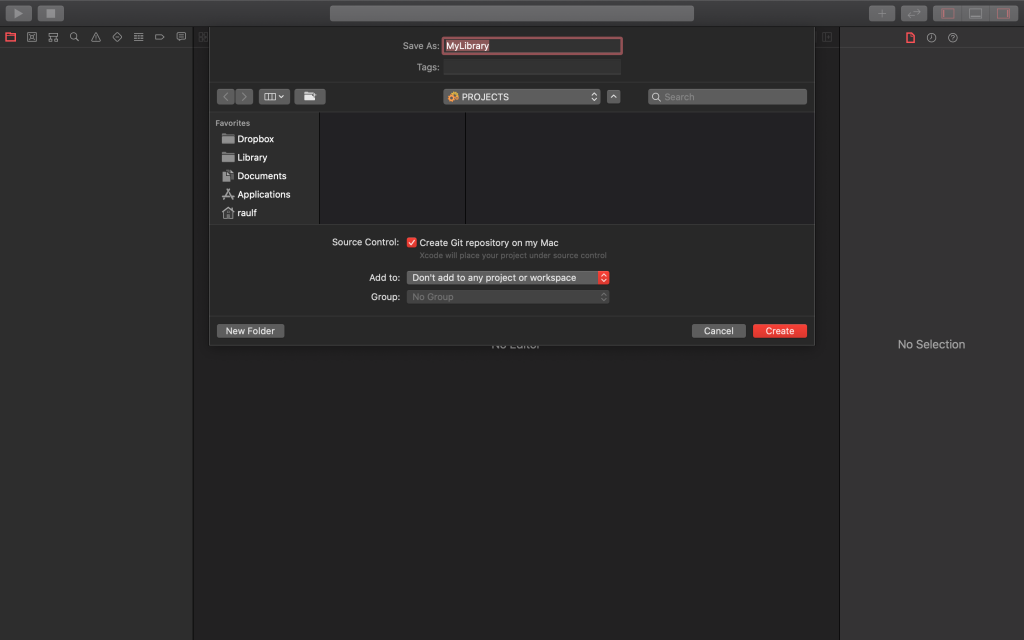 Save As: MyLibrary
Tags:
PROJECTS
Search
Favorites
Dropbox
Library
Documents
Applications
raulf
Source Control: Create Git repository on my Mac
Xcode will place your project under source control
Add to: Don't add to any project or workspace
Group: No Group
New Folder
Cancel
Create
No Editor
No Selection